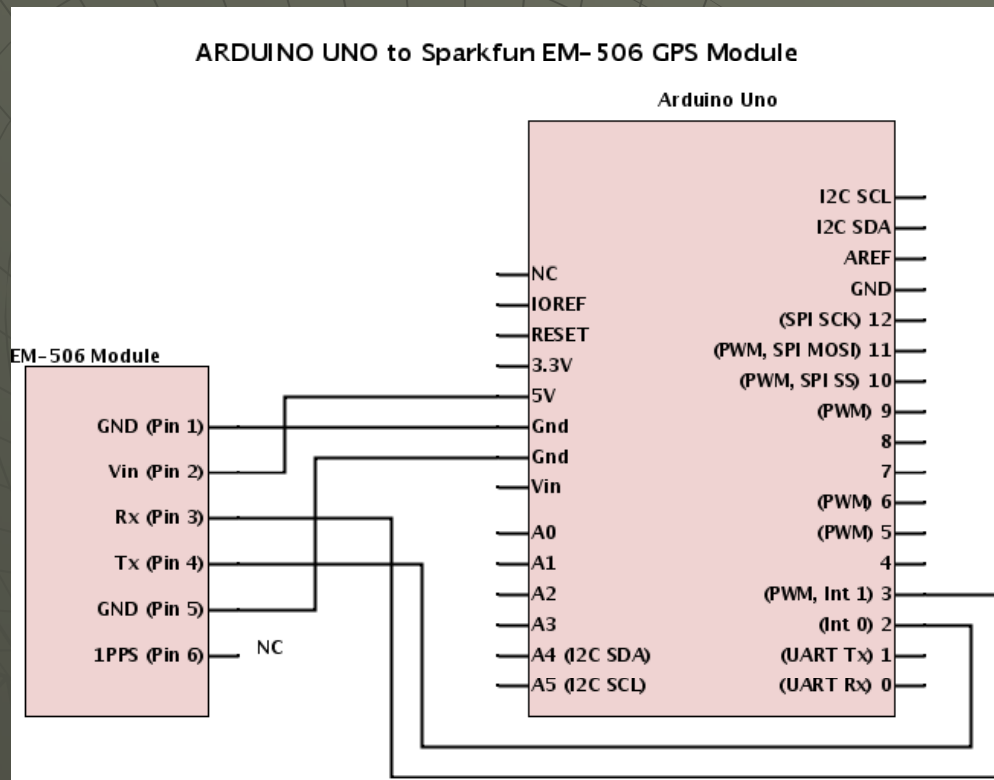 ARDUINO UNO to Sparkfun EM-506 GPS Module
Arduino Uno
I2C SCL
I2C SDA
AREF
GND
(SPI SCK) 12
(PWM, SPI MOSI) 11
(PWM, SPI SS) 10
(PWM) 9
8
7
(PWM) 6
(PWM) 5
4
(PWM, Int 1) 3
(Int 0) 2
(UART Tx) 1
(UART Rx) 0
NC
IOREF
RESET
3.3V
5V
Gnd
Gnd
Vin
A0
A1
A2
A3
A4 (I2C SDA)
A5 (I2C SCL)
EM-506 Module
GND (Pin 1)
Vin (Pin 2)
Rx (Pin 3)
Tx (Pin 4)
GND (Pin 5)
1PPS (Pin 6)
NC